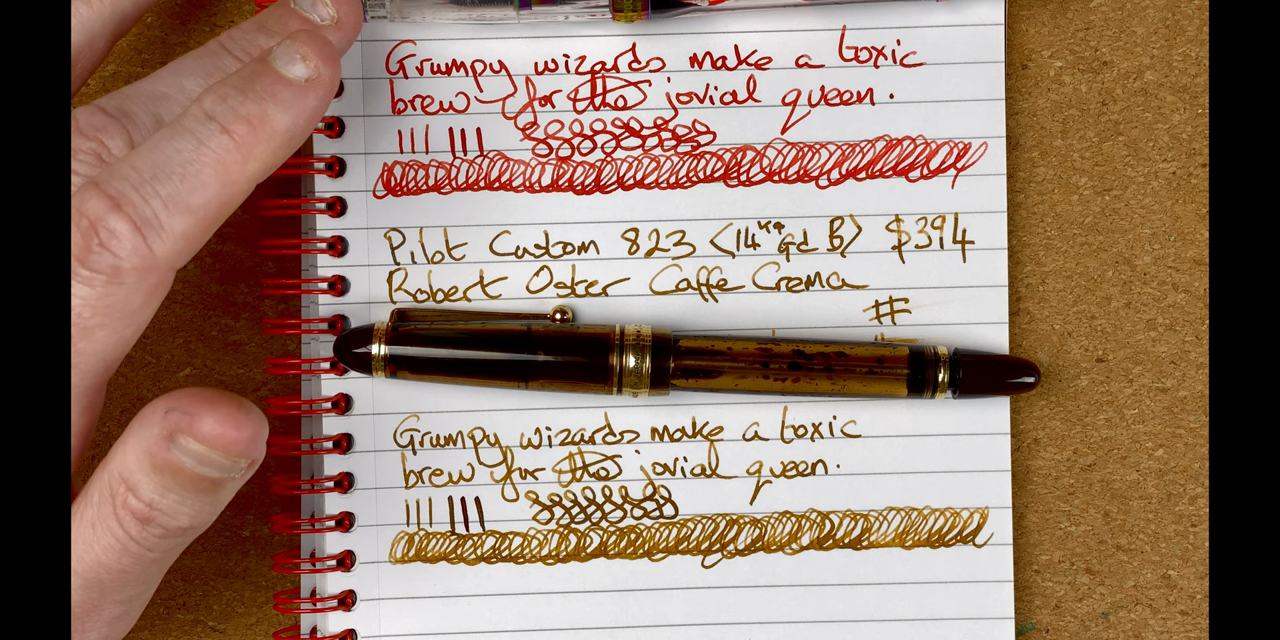 Grumpy wizards make a toxic
brew for the jovial queen.
Pilot Custom 823 <14ᵏᵗ Gd B> $394
Robert Oster Caffe Crema
#
Grumpy wizards make a toxic
brew for the jovial queen.